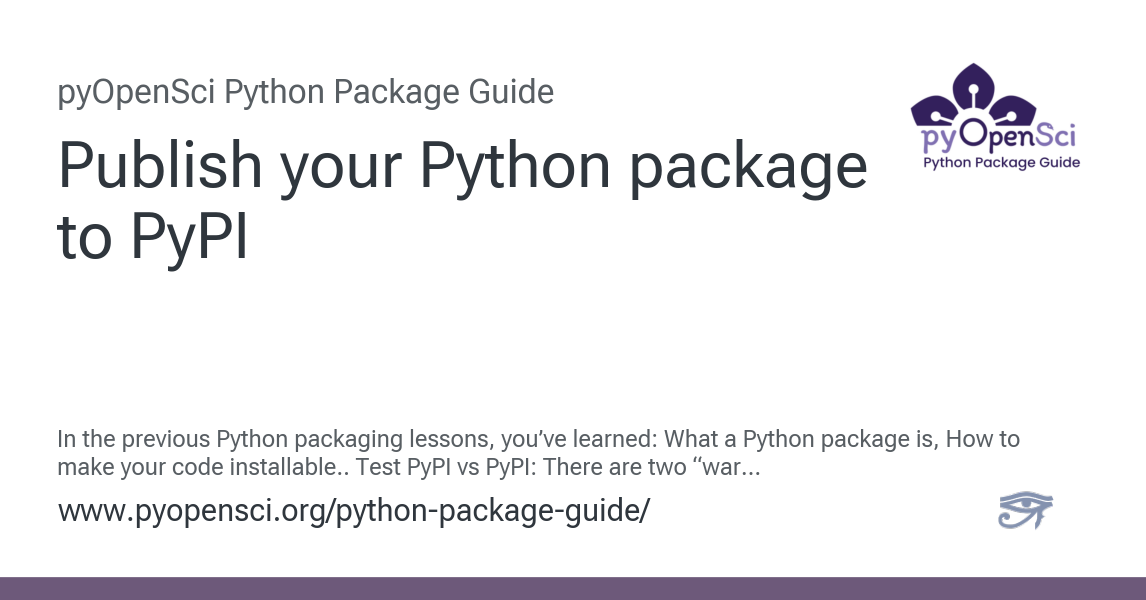 pyOpenSci Python Package Guide
Publish your Python package
to PyPI
pyOpenSci
Python Package Guide
In the previous Python packaging lessons, you’ve learned: What a Python package is, How to
make your code installable.. Test PyPI vs PyPI: There are two “war...
www.pyopensci.org/python-package-guide/